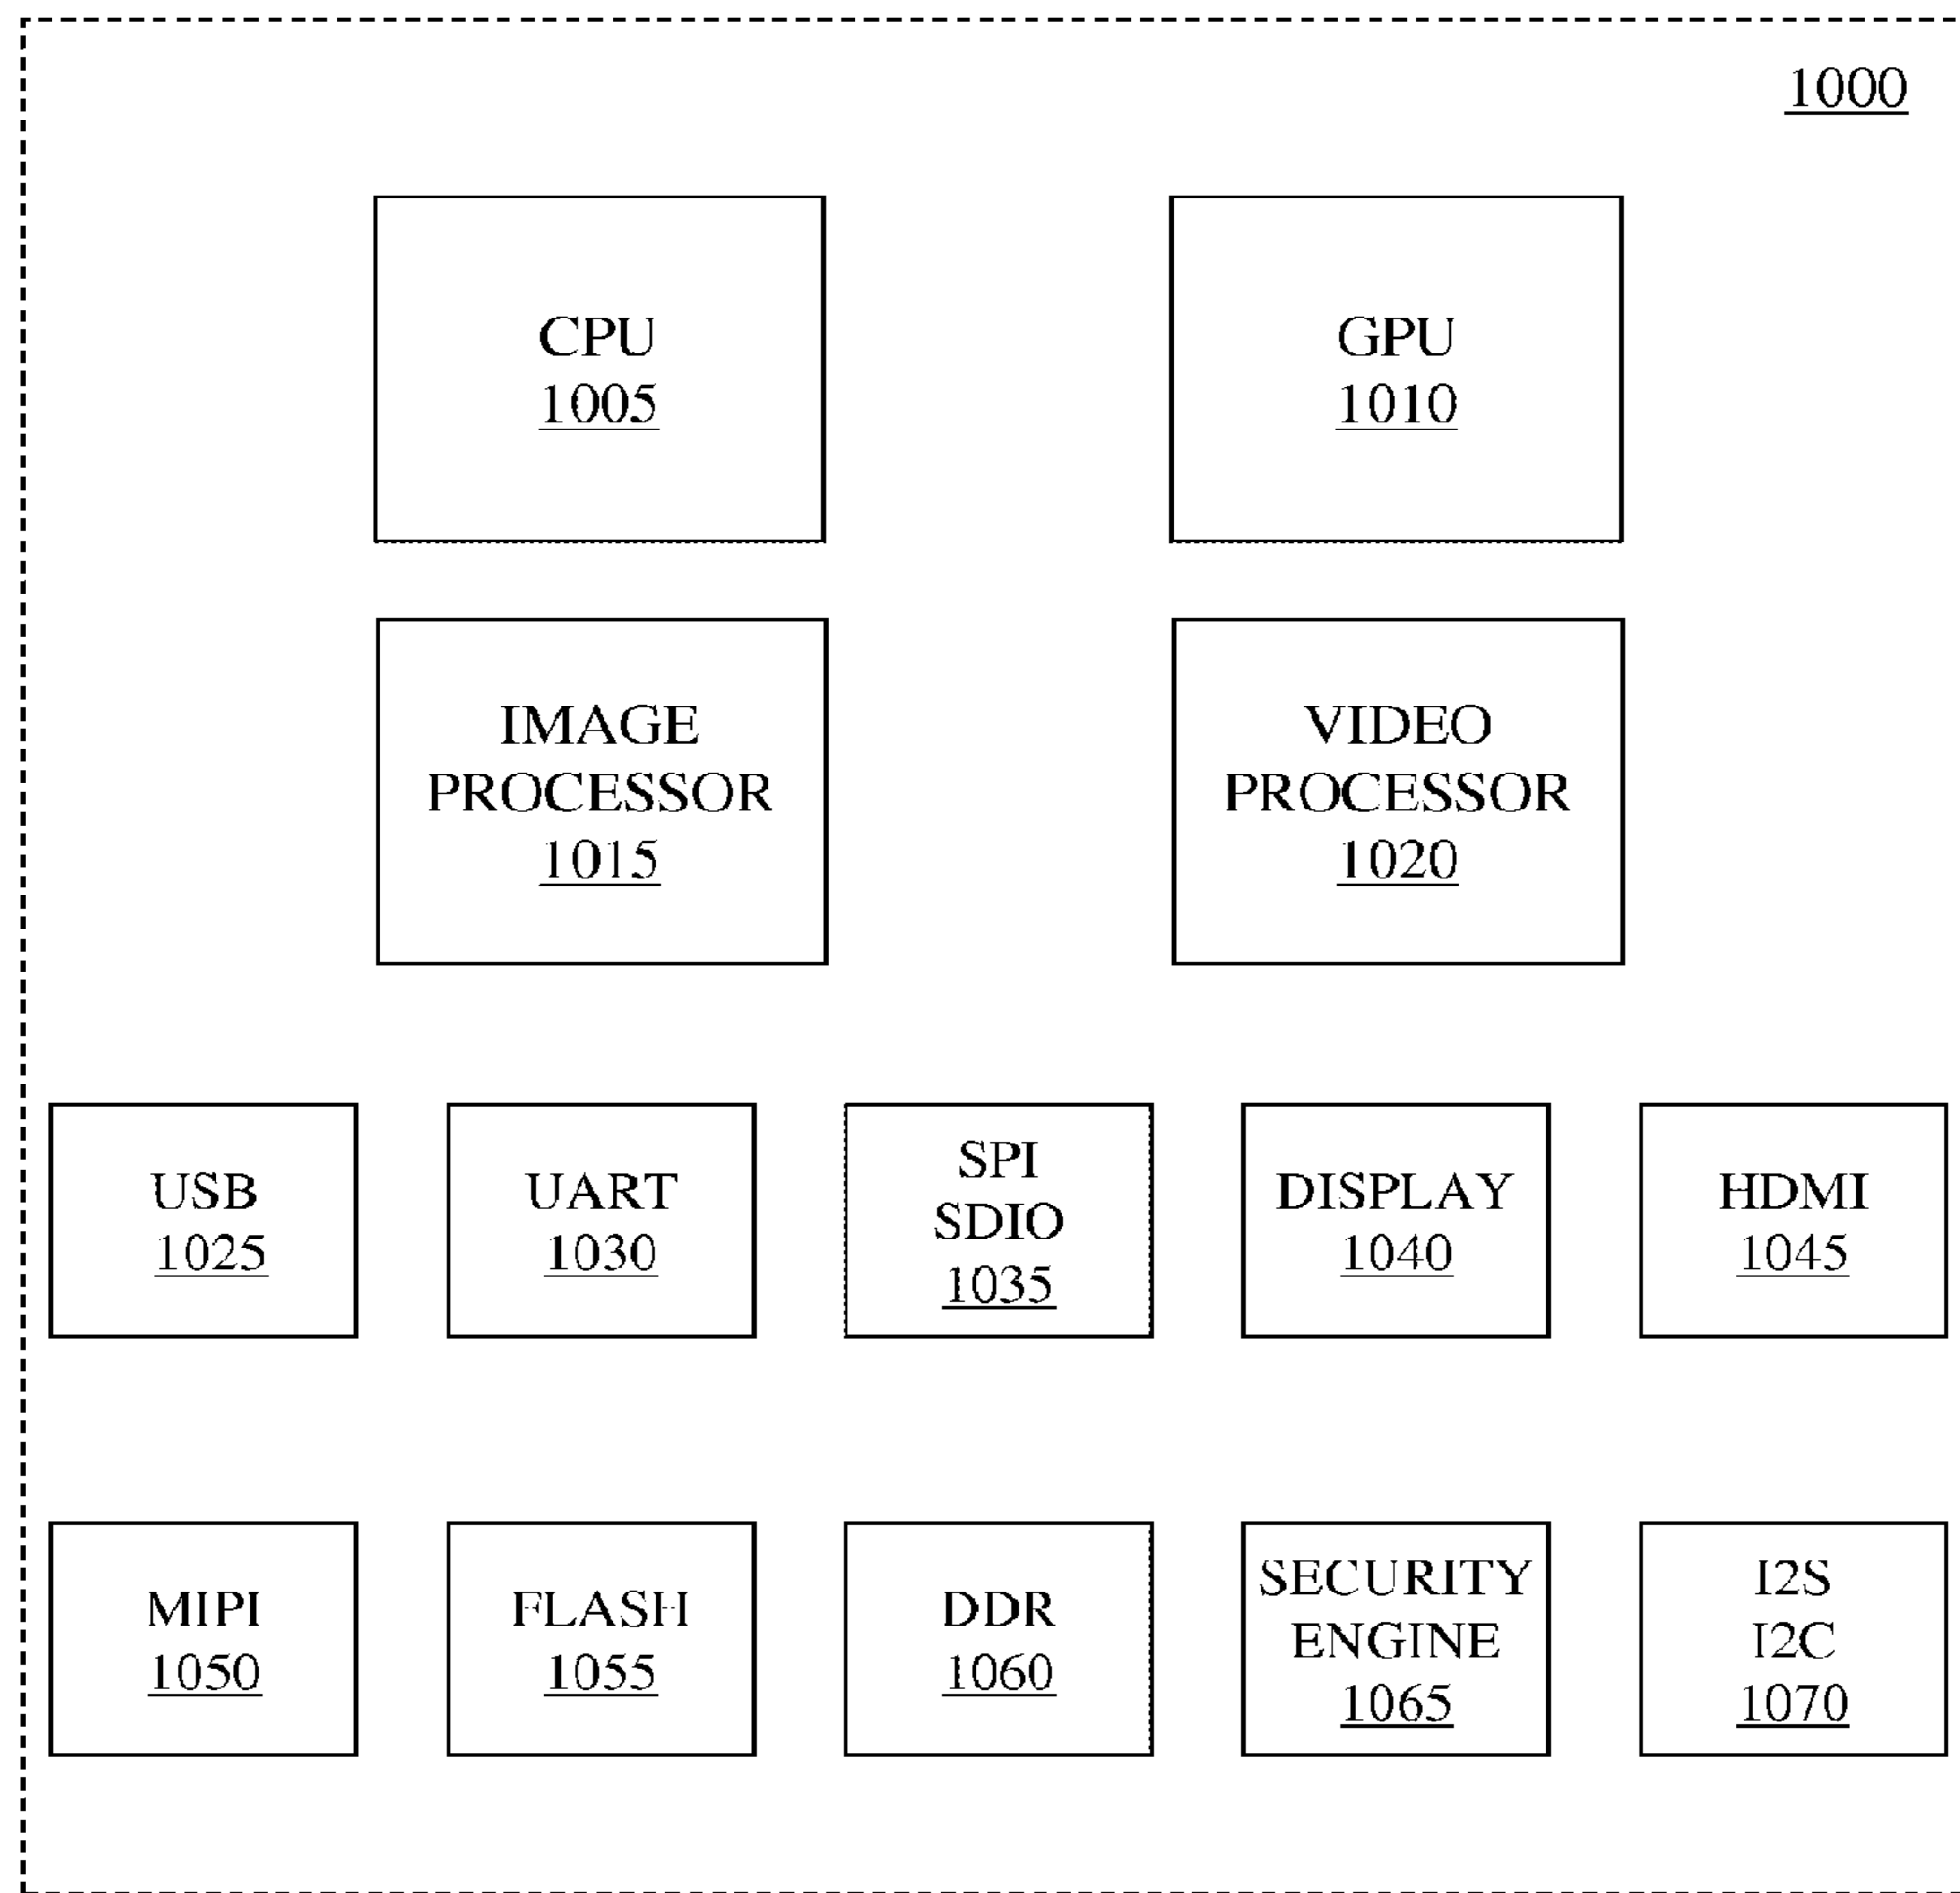 1000
CPU
1005
GPU
1010
IMAGE
PROCESSOR
1015
VIDEO
PROCESSOR
1020
USB
1025
UART
1030
SPI
SDIO
1035
DISPLAY
1040
HDMI
1045
MIPI
1050
FLASH
1055
DDR
1060
SECURITY
ENGINE
1065
I2S
I2C
1070